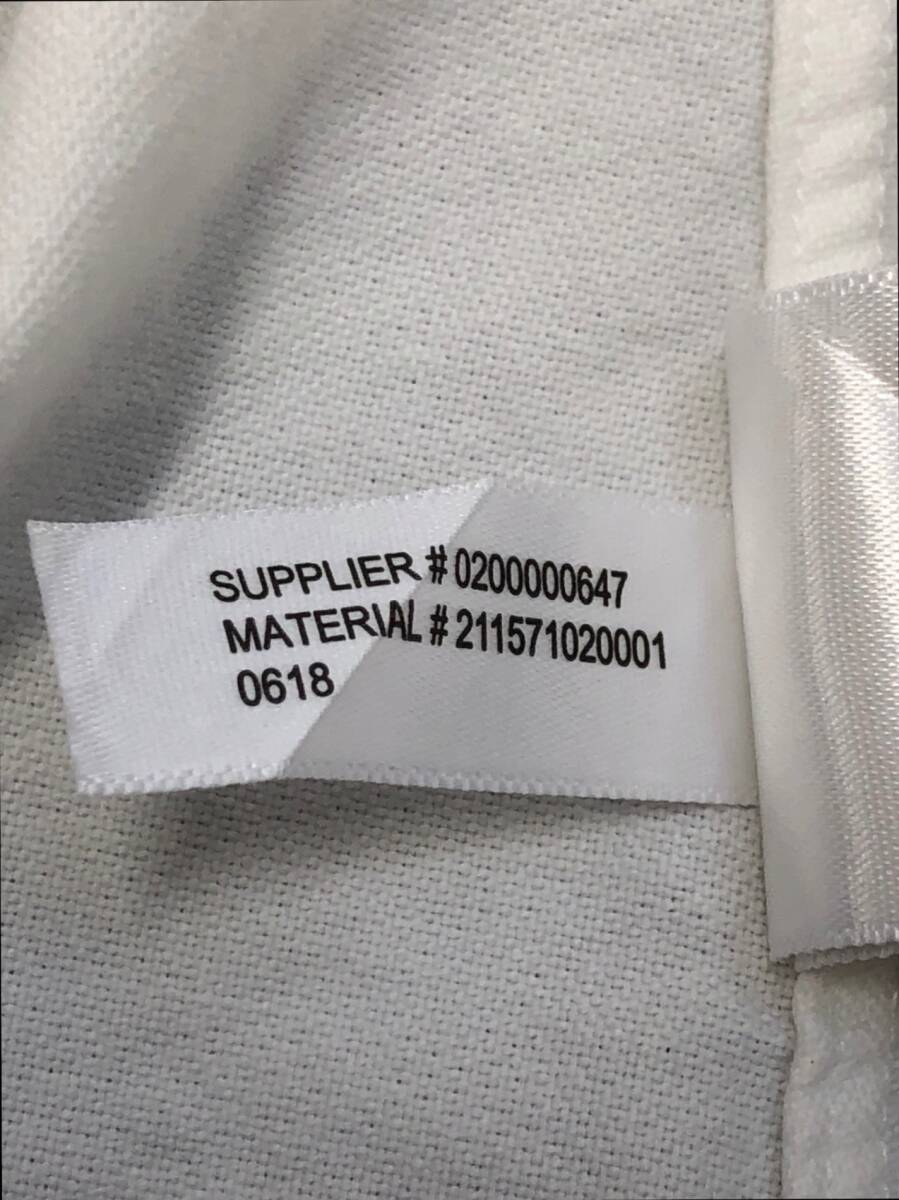 SUPPLIER #0200000647
MATERIAL #211571020001
0618